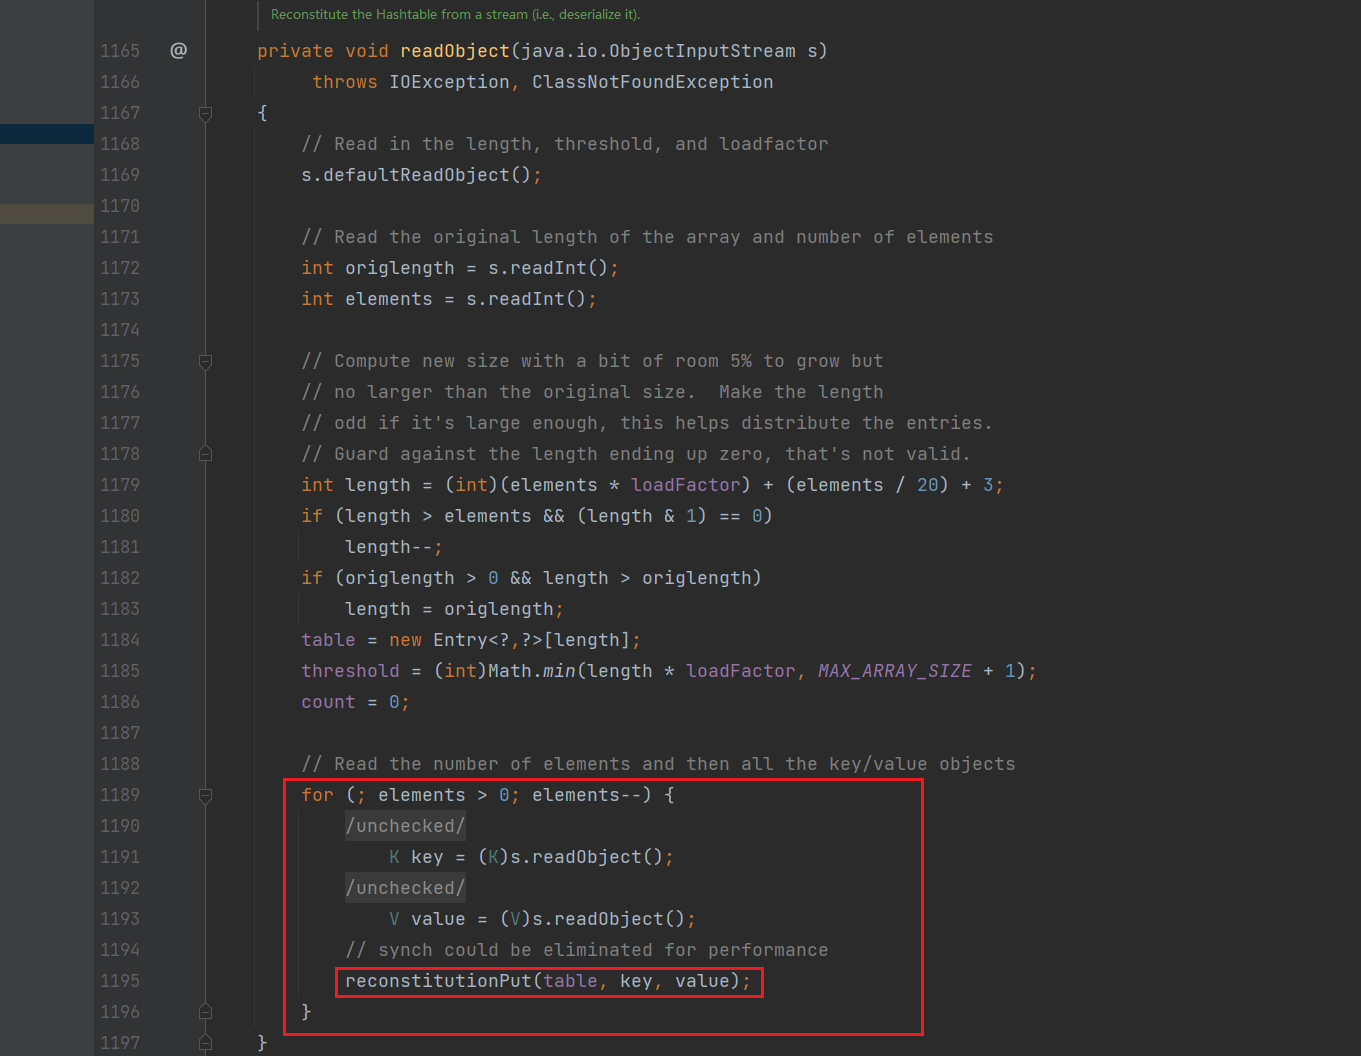 Reconstitute the Hashtable from a stream (i.e., deserialize it).
1165 @ private void readObject(java.io.ObjectInputStream s)
1166 throws IOException, ClassNotFoundException
1167 {
1168 // Read in the length, threshold, and loadfactor
1169 s.defaultReadObject();
1170
1171 // Read the original length of the array and number of elements
1172 int origlength = s.readInt();
1173 int elements = s.readInt();
1174
1175 // Compute new size with a bit of room 5% to grow but
1176 // no larger than the original size.  Make the length
1177 // odd if it's large enough, this helps distribute the entries.
1178 // Guard against the length ending up zero, that's not valid.
1179 int length = (int)(elements * loadFactor) + (elements / 20) + 3;
1180 if (length > elements && (length & 1) == 0)
1181 length--;
1182 if (origlength > 0 && length > origlength)
1183 length = origlength;
1184 table = new Entry<?,?>[length];
1185 threshold = (int)Math.min(length * loadFactor, MAX_ARRAY_SIZE + 1);
1186 count = 0;
1187
1188 // Read the number of elements and then all the key/value objects
1189 for (; elements > 0; elements--) {
1190 /unchecked/
1191 K key = (K)s.readObject();
1192 /unchecked/
1193 V value = (V)s.readObject();
1194 // synch could be eliminated for performance
1195 reconstitutionPut(table, key, value);
1196 }
1197 }